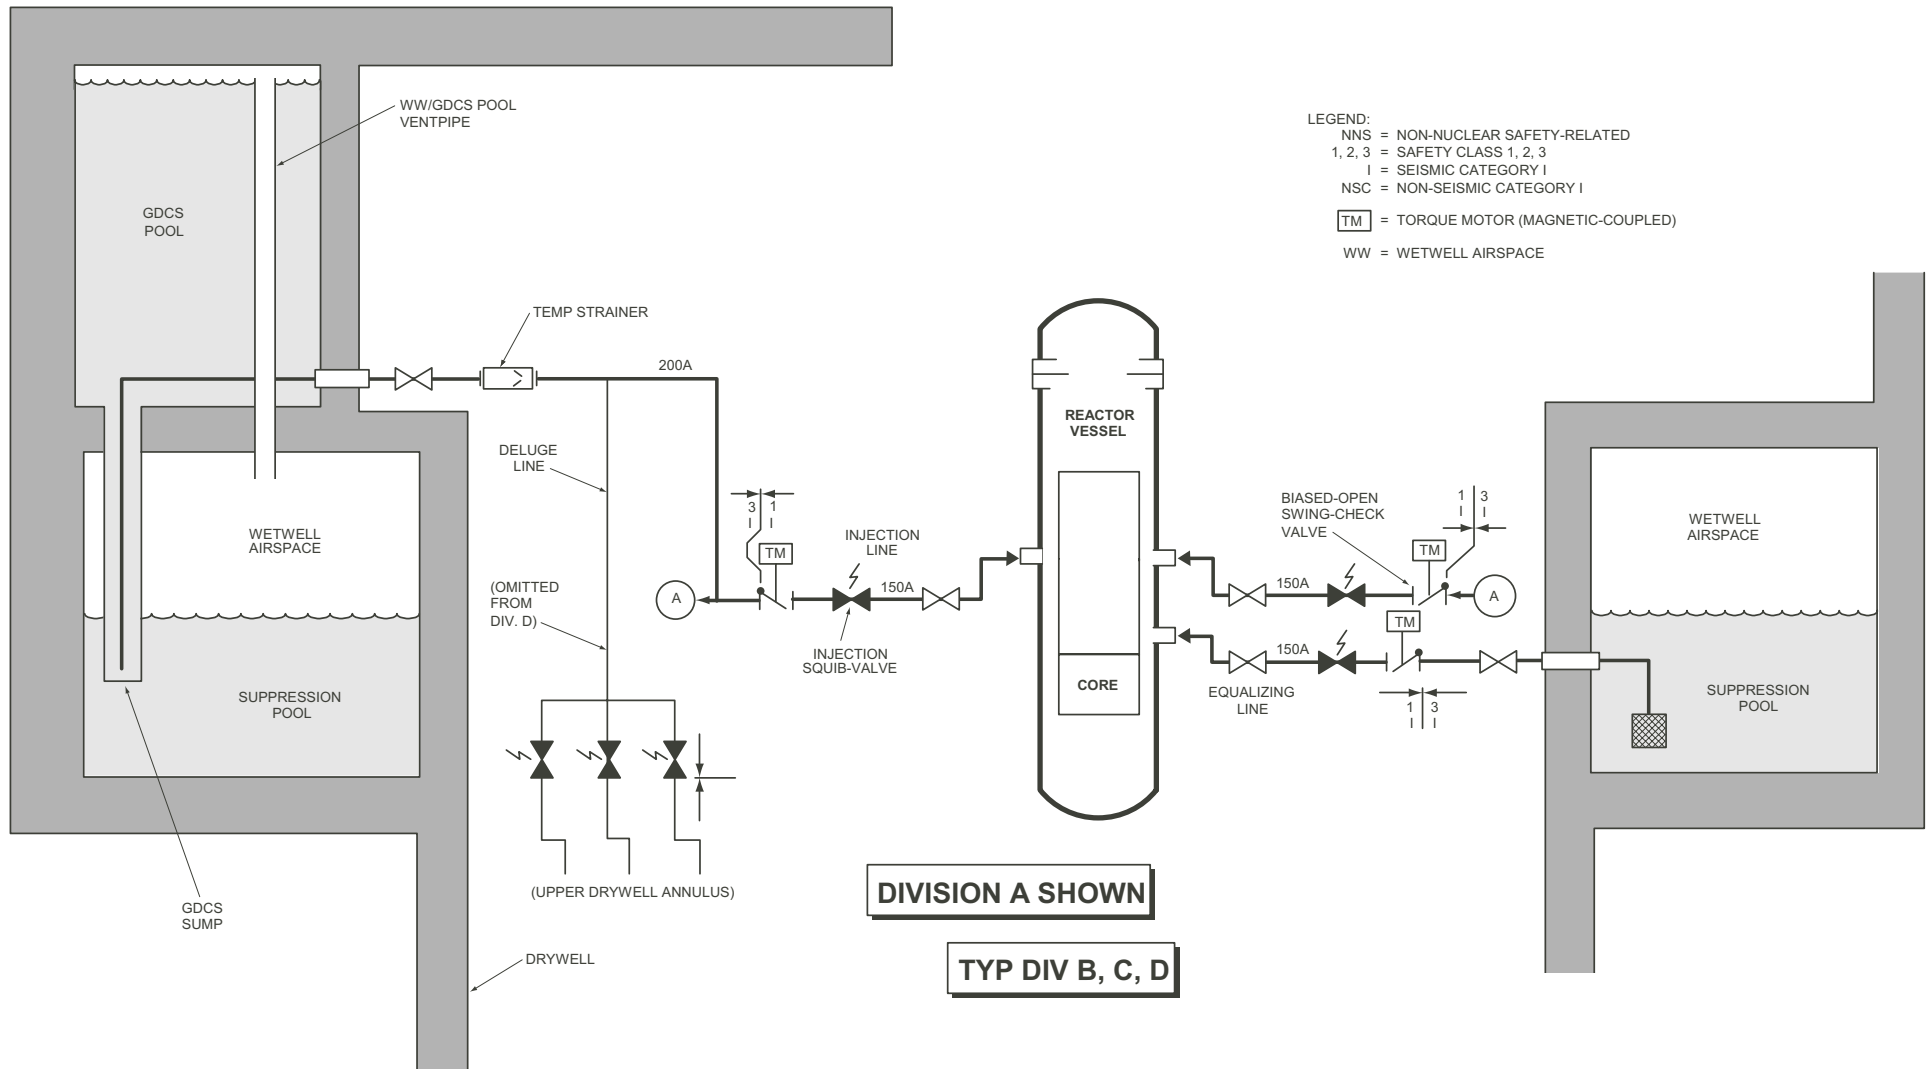 WW/GDCS POOL
VENTPIPE
GDCS
POOL
LEGEND:
NNS = NON-NUCLEAR SAFETY-RELATED
1, 2, 3 = SAFETY CLASS 1, 2, 3
I = SEISMIC CATEGORY I
NSC = NON-SEISMIC CATEGORY I
TM = TORQUE MOTOR (MAGNETIC-COUPLED)
WW = WETWELL AIRSPACE
TEMP STRAINER
200A
REACTOR
VESSEL
DELUGE
LINE
3 1
I I
TM
INJECTION
LINE
150A
A
INJECTION
SQUIB-VALVE
(OMITTED
FROM
DIV. D)
WETWELL
AIRSPACE
SUPPRESSION
POOL
BIASED-OPEN
SWING-CHECK
VALVE
1 3
I I
TM
150A
A
TM
150A
EQUALIZING
LINE
1 3
I I
CORE
WETWELL
AIRSPACE
SUPPRESSION
POOL
(UPPER DRYWELL ANNULUS)
GDCS
SUMP
DRYWELL
DIVISION A SHOWN
TYP DIV B, C, D